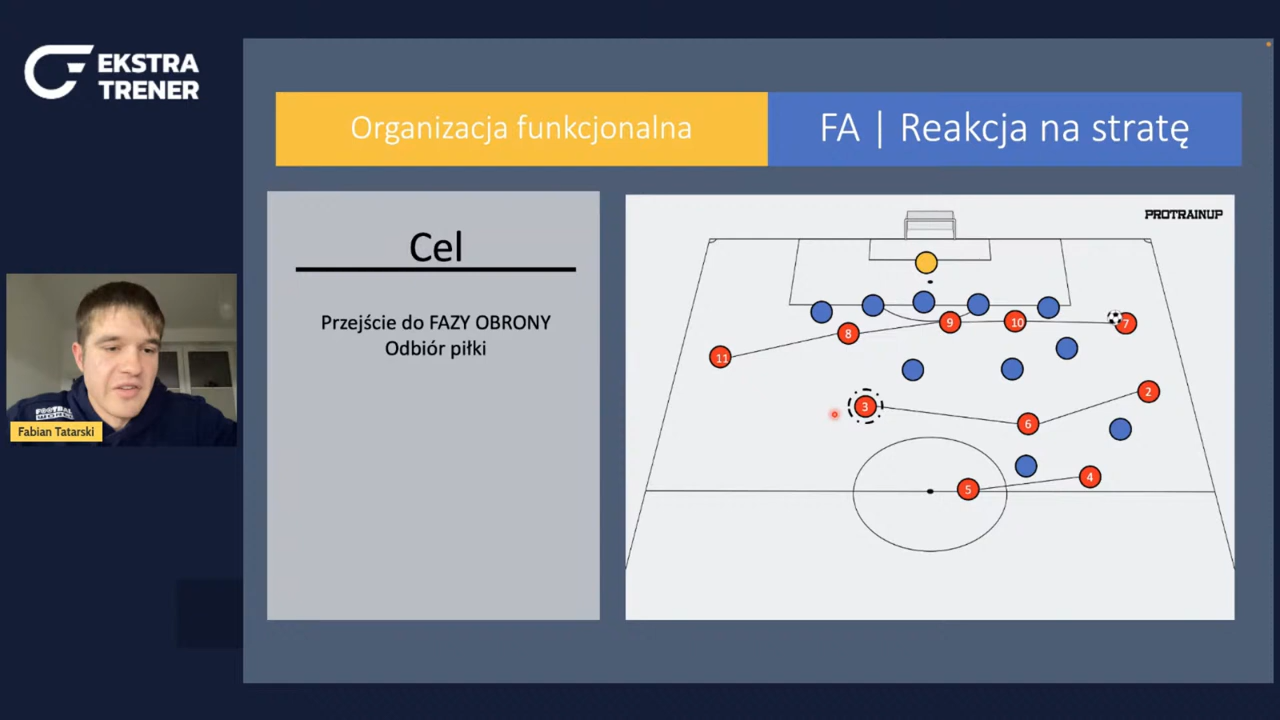 EKSTRA
TRENER
Organizacja funkcjonalna
FA | Reakcja na stratę
Cel
Przejście do FAZY OBRONY
Odbiór piłki
PROTRAINUP
9
10
7
8
11
2
3
6
4
5
Fabian Tatarski